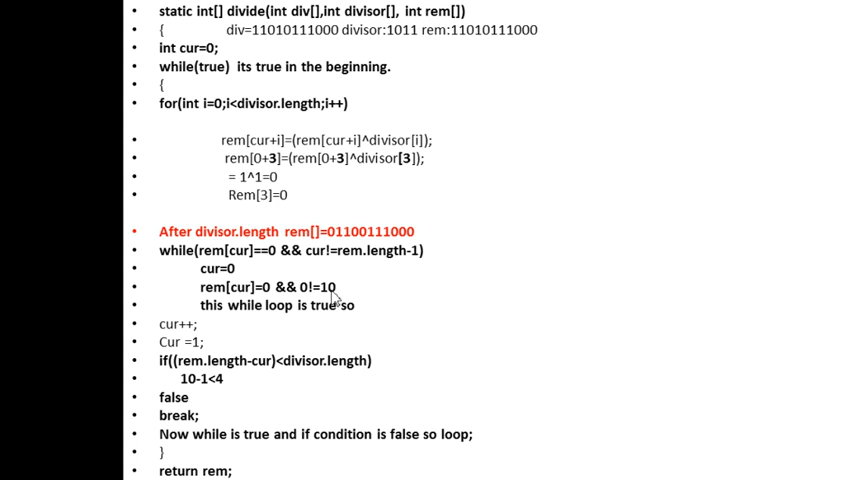 • static int[] divide(int div[],int divisor[], int rem[])
• { div=11010111000 divisor:1011 rem:11010111000
• int cur=0;
• while(true) its true in the beginning.
• {
• for(int i=0;i<divisor.length;i++)
• rem[cur+i]=(rem[cur+i]^divisor[i]);
• rem[0+3]=(rem[0+3]^divisor[3]);
• = 1^1=0
• Rem[3]=0
• After divisor.length rem[]=01100111000
• while(rem[cur]==0 && cur!=rem.length-1)
• cur=0
• rem[cur]=0 && 0!=10
• this while loop is true so
• cur++;
• Cur =1;
• if((rem.length-cur)<divisor.length)
• 10-1<4
• false
• break;
• Now while is true and if condition is false so loop;
• }
• return rem;